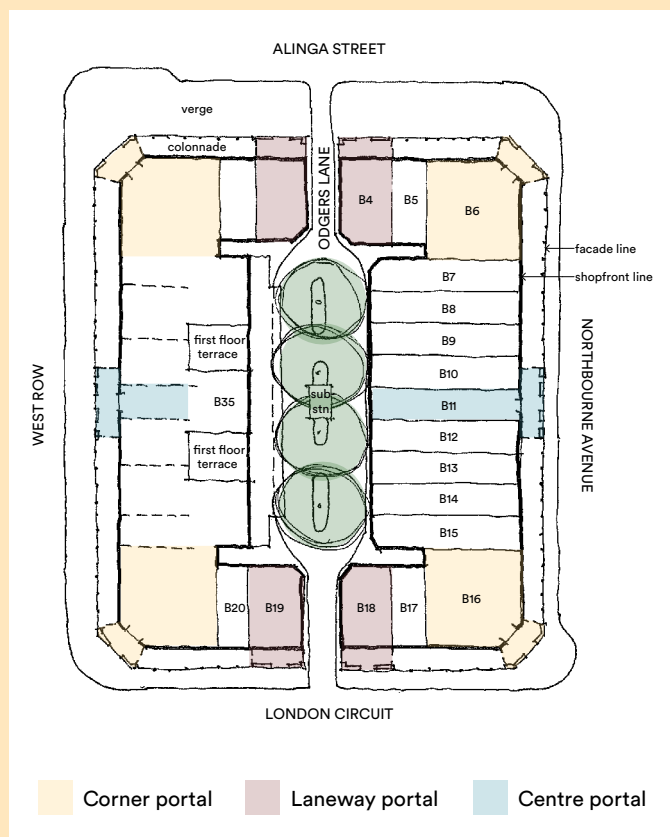 ALINGA STREET
verge
colonnade
ODGERS LANE
B4
B5
B6
facade line
B7
shopfront line
B8
first floor
terrace
B9
B10
WEST ROW
B35
sub
stn.
B11
NORTHBOURNE AVENUE
B12
first floor
terrace
B13
B14
B15
B20
B19
B18
B17
B16
LONDON CIRCUIT
Corner portal
Laneway portal
Centre portal